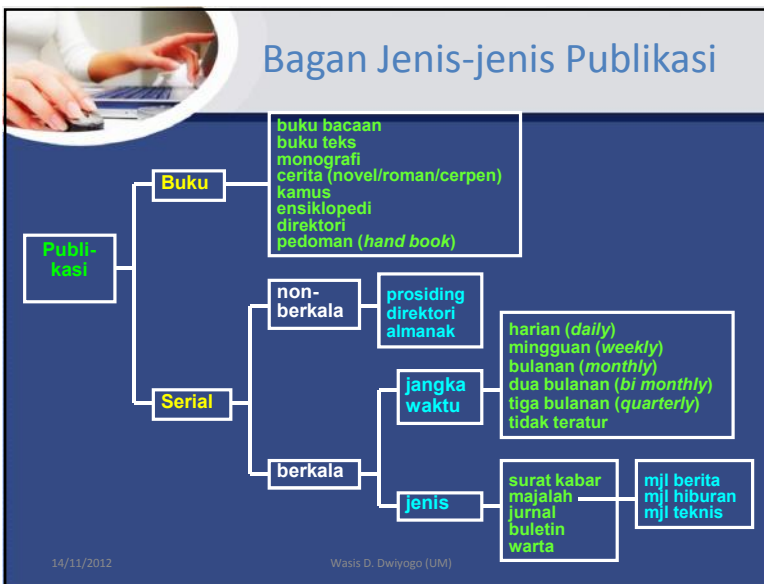 Bagan Jenis-jenis Publikasi
Publi-
kasi
Buku
buku bacaan
buku teks
monografi
cerita (novel/roman/cerpen)
kamus
ensiklopedi
direktori
pedoman (hand book)
Serial
non-
berkala
prosiding
direktori
almanak
berkala
jangka
waktu
harian (daily)
mingguan (weekly)
bulanan (monthly)
dua bulanan (bi monthly)
tiga bulanan (quarterly)
tidak teratur
jenis
surat kabar
majalah
jurnal
buletin
warta
mjl berita
mjl hiburan
mjl teknis
14/11/2012
Wasis D. Dwiyogo (UM)